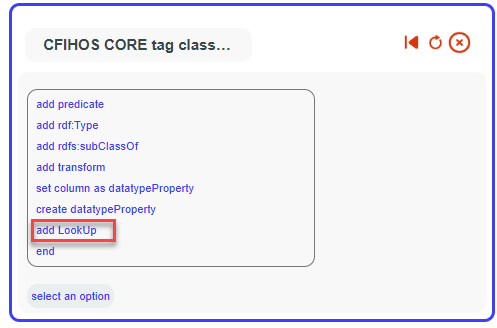 CFIHOS CORE tag class…
add predicate
add rdf:Type
add rdfs:subClassOf
add transform
set column as datatypeProperty
create datatypeProperty
add LookUp
end
select an option